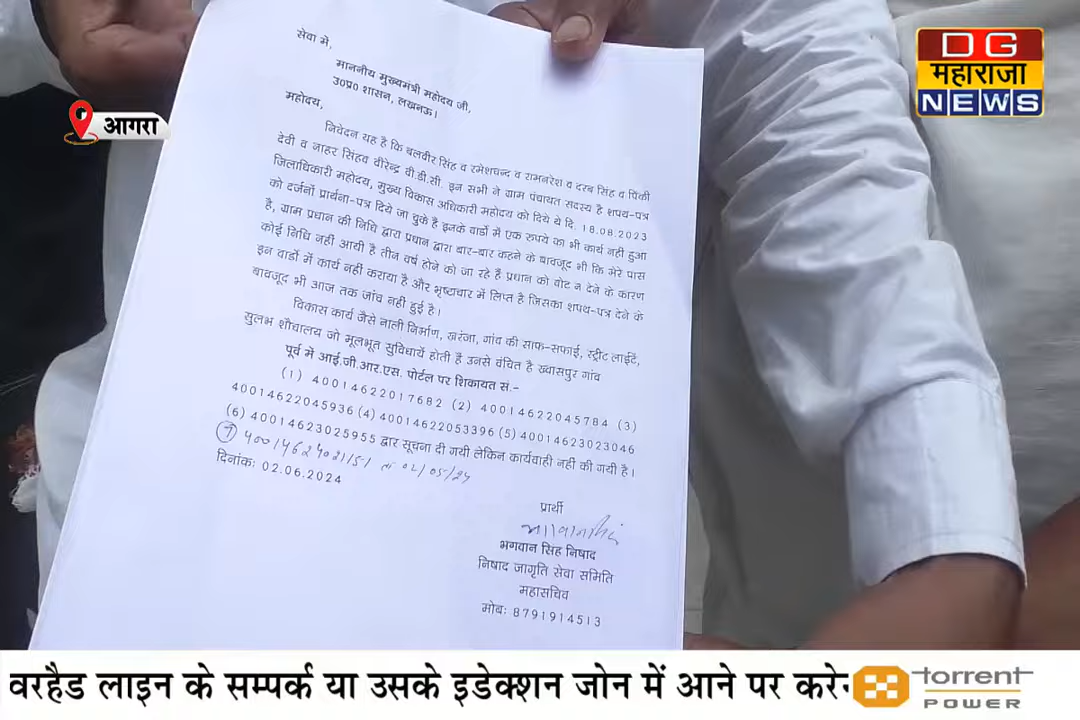 सेवा में,
माननीय मुख्यमंत्री महोदय जी,
उ0प्र0 शासन, लखनऊ।
महोदय,
निवेदन यह है कि बलवीर सिंह व रमेशचन्द व रामनरेश व दरब सिंह व पिंकी
देवी व जाहर सिंहव वीरेन्द्र वी.डी.सी. इन सभी ने ग्राम पंचायत सदस्य है शपथ-पत्र
जिलाधिकारी महोदय, मुख्य विकास अधिकारी महोदय को दिये थे दि. 18.08.2023
को दर्जनों प्रार्थना-पत्र दिये जा चुके है इनके वार्डो में एक रुपये का भी कार्य नहीं हुआ
है, ग्राम प्रधान की निधि द्वारा प्रधान द्वारा बार-बार कहने के बावजूद भी कि मेरे पास
कोई निधि नहीं आयी है तीन वर्ष होने को जा रहे है प्रधान को वोट न देने के कारण
इन वार्डो में कार्य नहीं कराया है और भृष्टाचार में लिप्त है जिसका शपथ-पत्र देने के
बावजूद भी आज तक जांच नही हुई है।
विकास कार्य जैसे नाली निर्माण, खरंजा, गांव की साफ-सफाई, स्ट्रीट लाईटें,
सुलभ शौचालय जो मूलभूत सुविधायें होती है उनसे वंचित है ख्वासपुर गांव
पूर्व में आई.जी.आर.एस. पोर्टल पर शिकायत सं.-
(1) 40014622017682 (2) 40014622045784 (3)
40014622045936 (4) 40014622053396 (5) 40014623023046
(6) 40014623025955 द्वार सूचना दी गयी लेकिन कार्यवाही नहीं की गयी है।
दिनांक: 02.06.2024
प्रार्थी
भगवान सिंह निषाद
निषाद जागृति सेवा समिति
महासचिव
मोबः 8791914513
आगरा
DG
महाराजा
NEWS
वरहैड लाइन के सम्पर्क या उसके इडेक्शन जोन में आने पर करेन
torrent
POWER